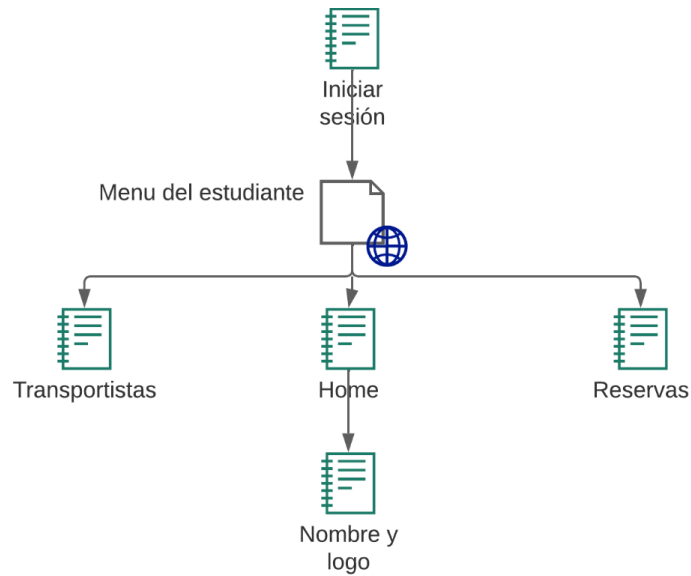 Iniciar
sesión
Menu del estudiante
Transportistas
Home
Reservas
Nombre y
logo